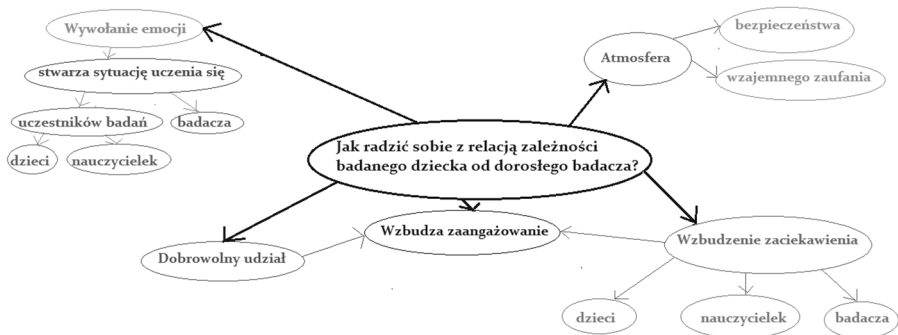 Wywołanie emocji
stwarza sytuację uczenia się
uczestników badań
badacza
dzieci
nauczycielek
Atmosfera
bezpieczeństwa
wzajemnego zaufania
Jak radzić sobie z relacją zależności
badanego dziecka od dorosłego badacza?
Dobrowolny udział
Wzbudza zaangażowanie
Wzbudzenie zaciekawienia
dzieci
nauczycielek
badacza